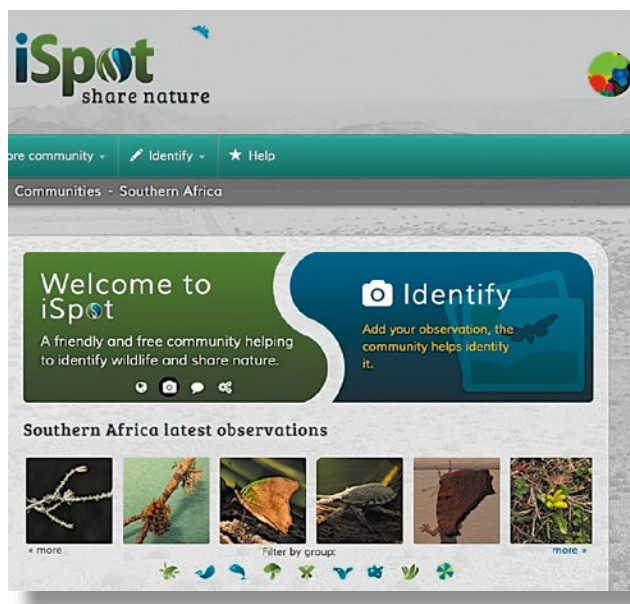 iSpot
share nature
ore community
Identify
Help
Communities - Southern Africa
Welcome to
iSpot
A friendly and free community helping
to identify wildlife and share nature.
Identify
Add your observation, the
community helps identify
it.
Southern Africa latest observations
« more
Filter by group:
more »